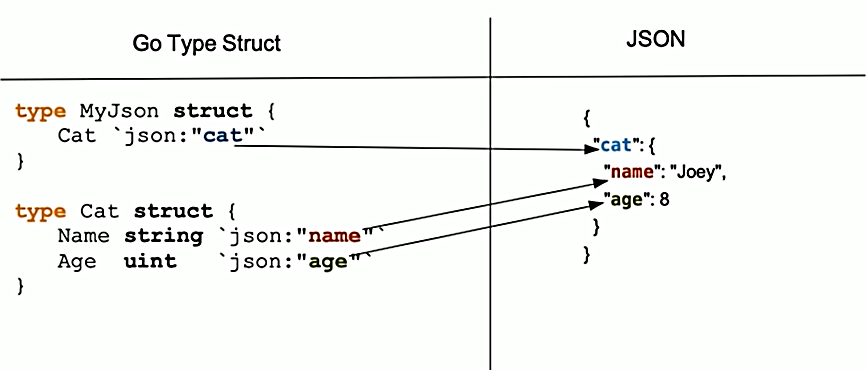 Go Type Struct
JSON
type MyJson struct {
    Cat `json:"cat"`
}
type Cat struct {
    Name string `json:"name"`
    Age  uint   `json:"age"`
}
{
"cat": {
"name": "Joey",
"age": 8
}
}